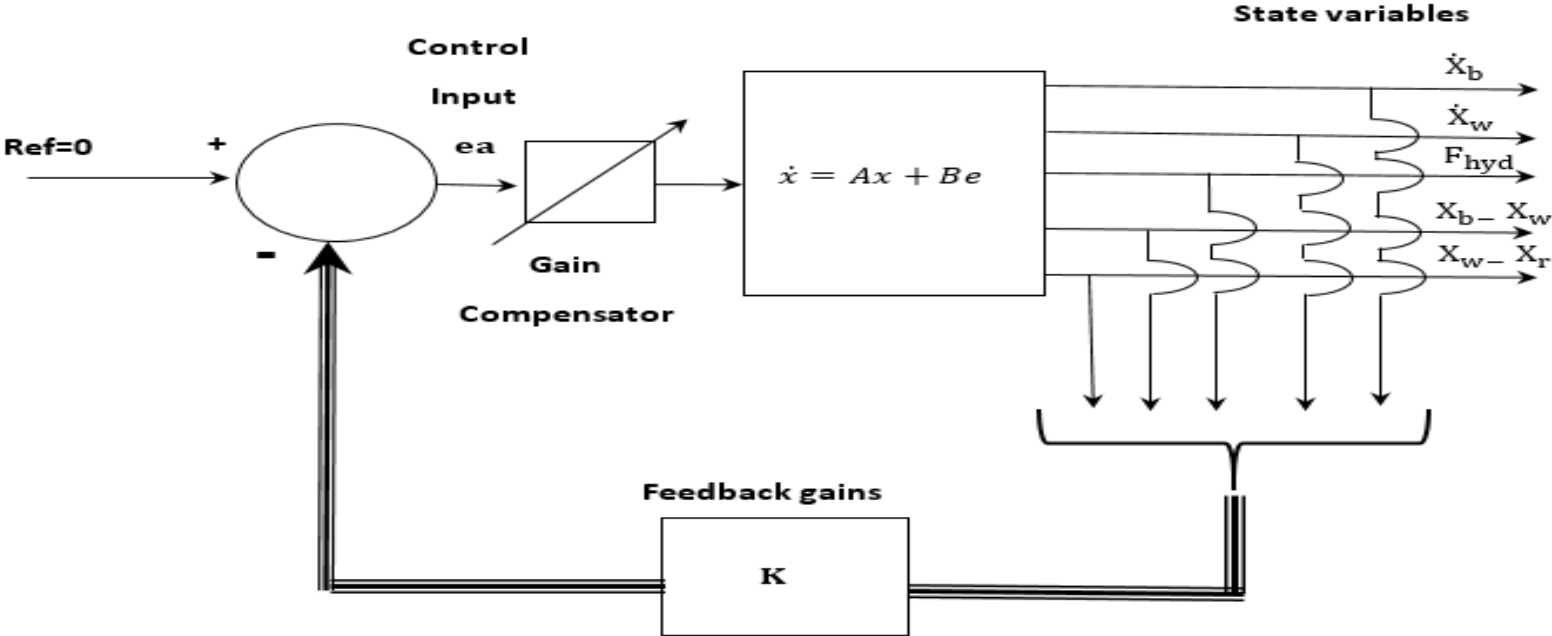 State variables
Control
Input
ea
Ref=0
+
-
Gain
Compensator
ẋ = Ax + Be
Ẋb
Ẋw
Fhyd
Xb− Xw
Xw− Xr
Feedback gains
K